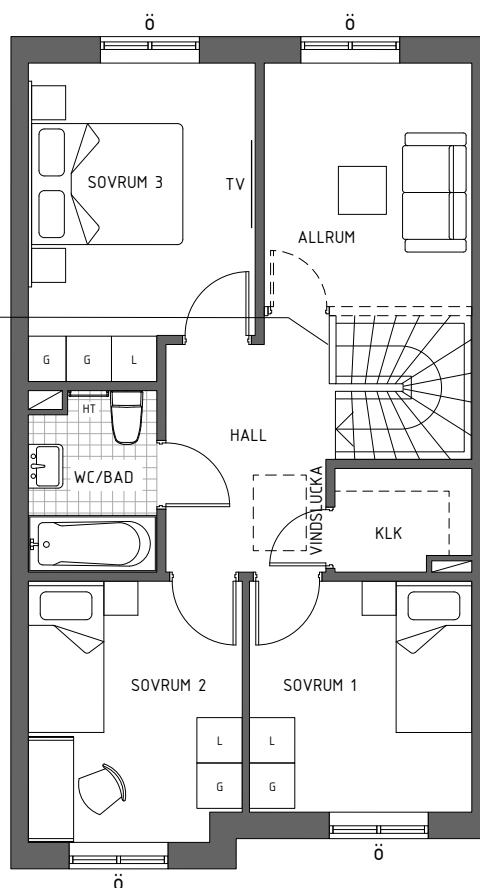 Ö Ö
SOVRUM 3
TV
ALLRUM
G G L
HT
HALL
WC/BAD
VINDSLUCKA
KLK
SOVRUM 2
SOVRUM 1
L L
G G
Ö
Ö